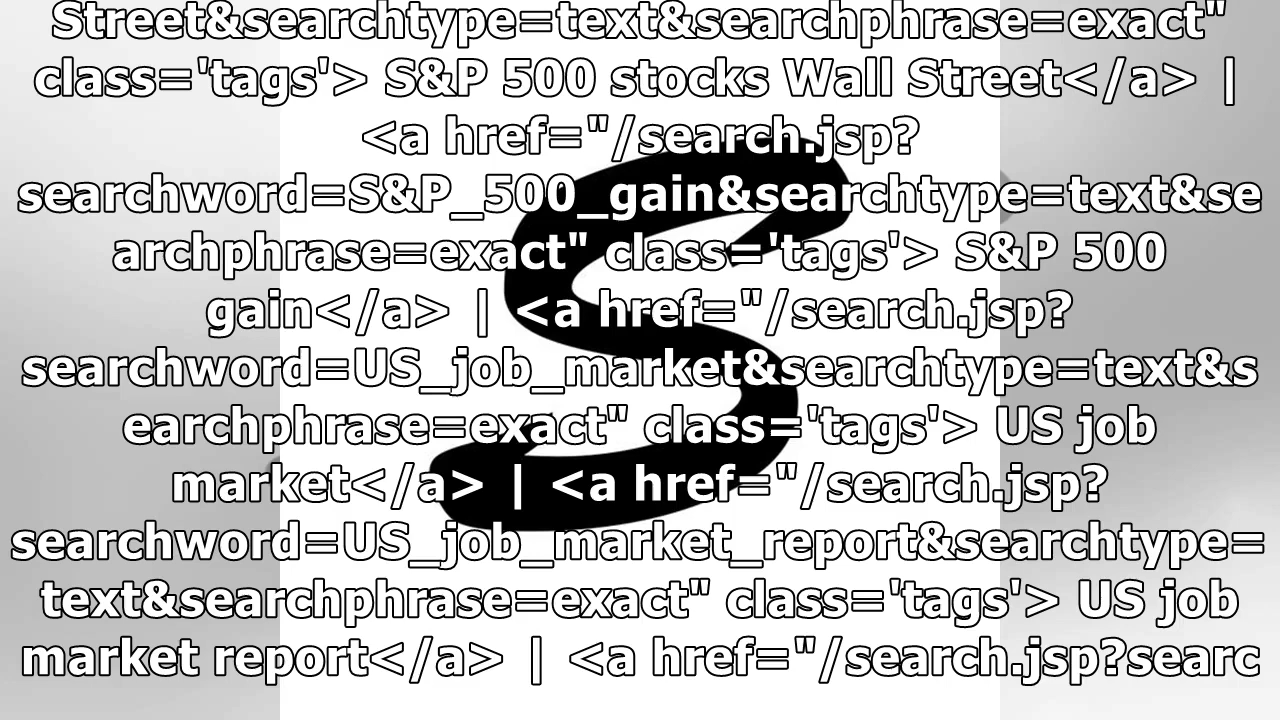 Street&searchtype=text&searchphrase=exact"
class='tags'> S&P 500 stocks Wall Street</a> |
<a href="/search.jsp?
searchword=S&P_500_gain&searchtype=text&se
archphrase=exact" class='tags'> S&P 500
gain</a> | <a href="/search.jsp?
searchword=US_job_market&searchtype=text&s
earchphrase=exact" class='tags'> US job
market</a> | <a href="/search.jsp?
searchword=US_job_market_report&searchtype=
text&searchphrase=exact" class='tags'> US job
market report</a> | <a href="/search.jsp?searc
S